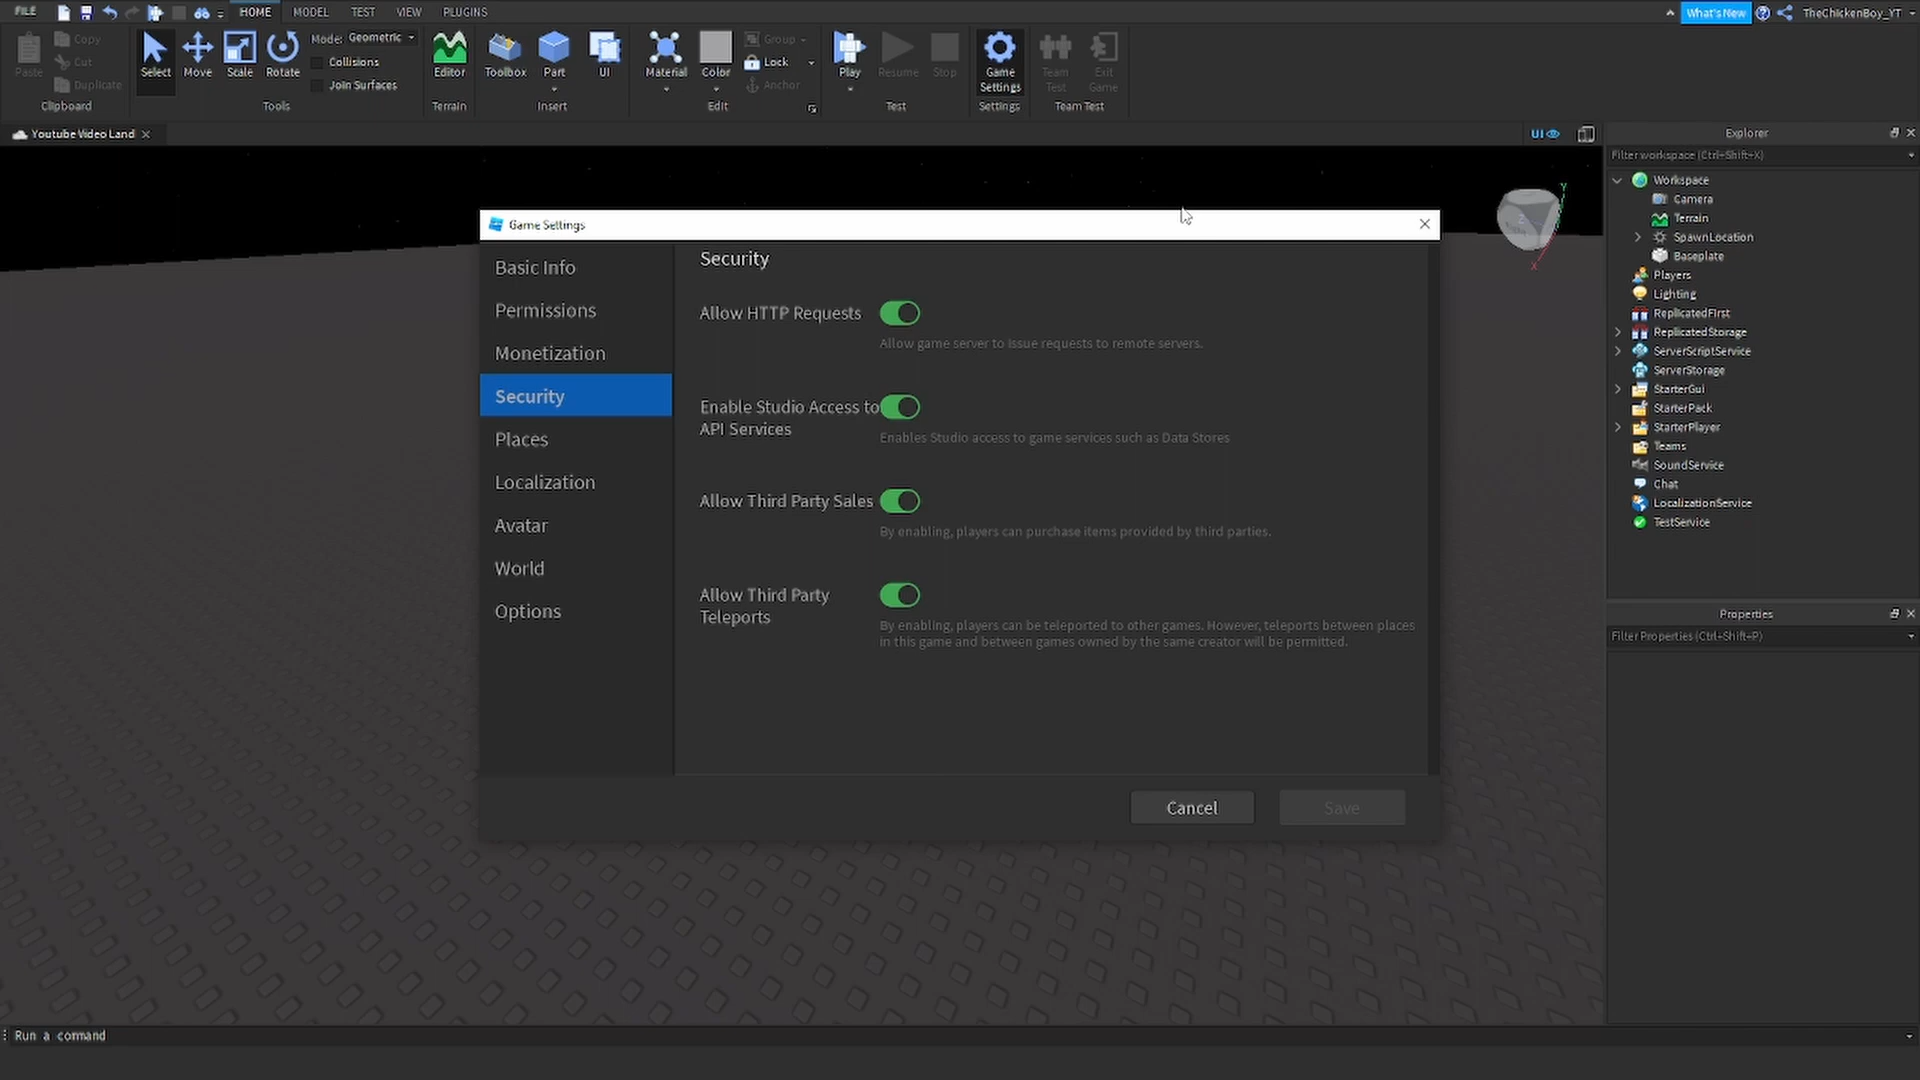 FILE HOME MODEL TEST VIEW PLUGINS What's New TheChickenBoy_YT
Paste Copy Cut Duplicate Clipboard
Select Move Scale Rotate Mode: Geometric Collisions Join Surfaces Tools
Editor Terrain
Toolbox Part UI Insert
Material Color Group Lock Anchor Edit
Play Resume Stop Test
Game Settings Settings
Team Test Exit Game Team Test
Youtube Video Land
UI
Game Settings
Basic Info
Permissions
Monetization
Security
Places
Localization
Avatar
World
Options
Security
Allow HTTP Requests
Allow game server to issue requests to remote servers.
Enable Studio Access to
API Services
Enables Studio access to game services such as Data Stores
Allow Third Party Sales
By enabling, players can purchase items provided by third parties.
Allow Third Party
Teleports
By enabling, players can be teleported to other games. However, teleports between places
in this game and between games owned by the same creator will be permitted.
Cancel Save
Y
X
Explorer
Filter workspace (Ctrl+Shift+X)
Workspace
Camera
Terrain
SpawnLocation
Baseplate
Players
Lighting
ReplicatedFirst
ReplicatedStorage
ServerScriptService
ServerStorage
StarterGui
StarterPack
StarterPlayer
Teams
SoundService
Chat
LocalizationService
TestService
Properties
Filter Properties (Ctrl+Shift+P)
Run a command